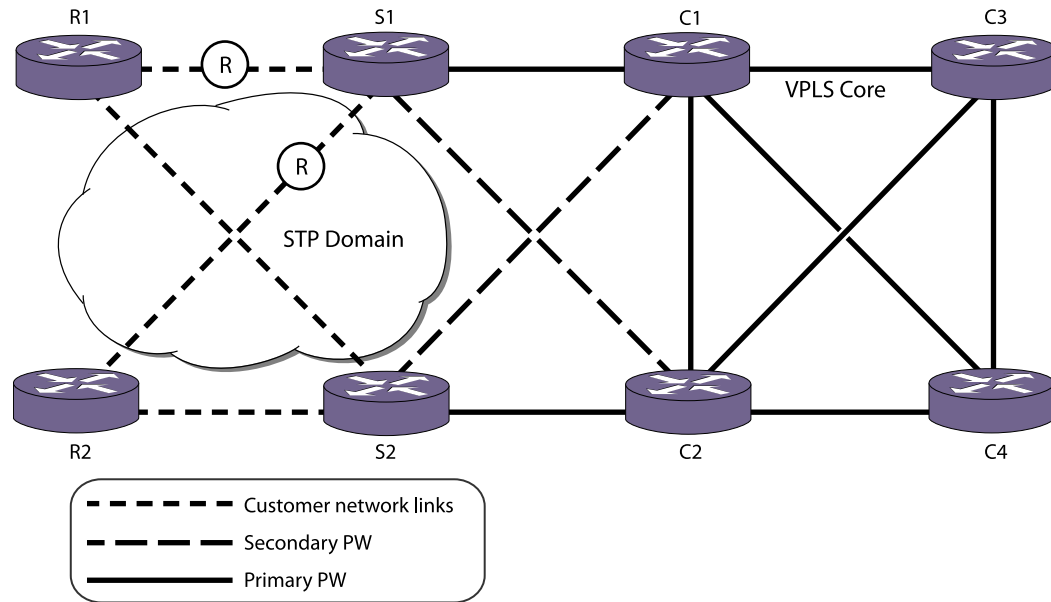 R1
S1
C1
C3
R
VPLS Core
R
STP Domain
R2
S2
C2
C4
Customer network links
Secondary PW
Primary PW